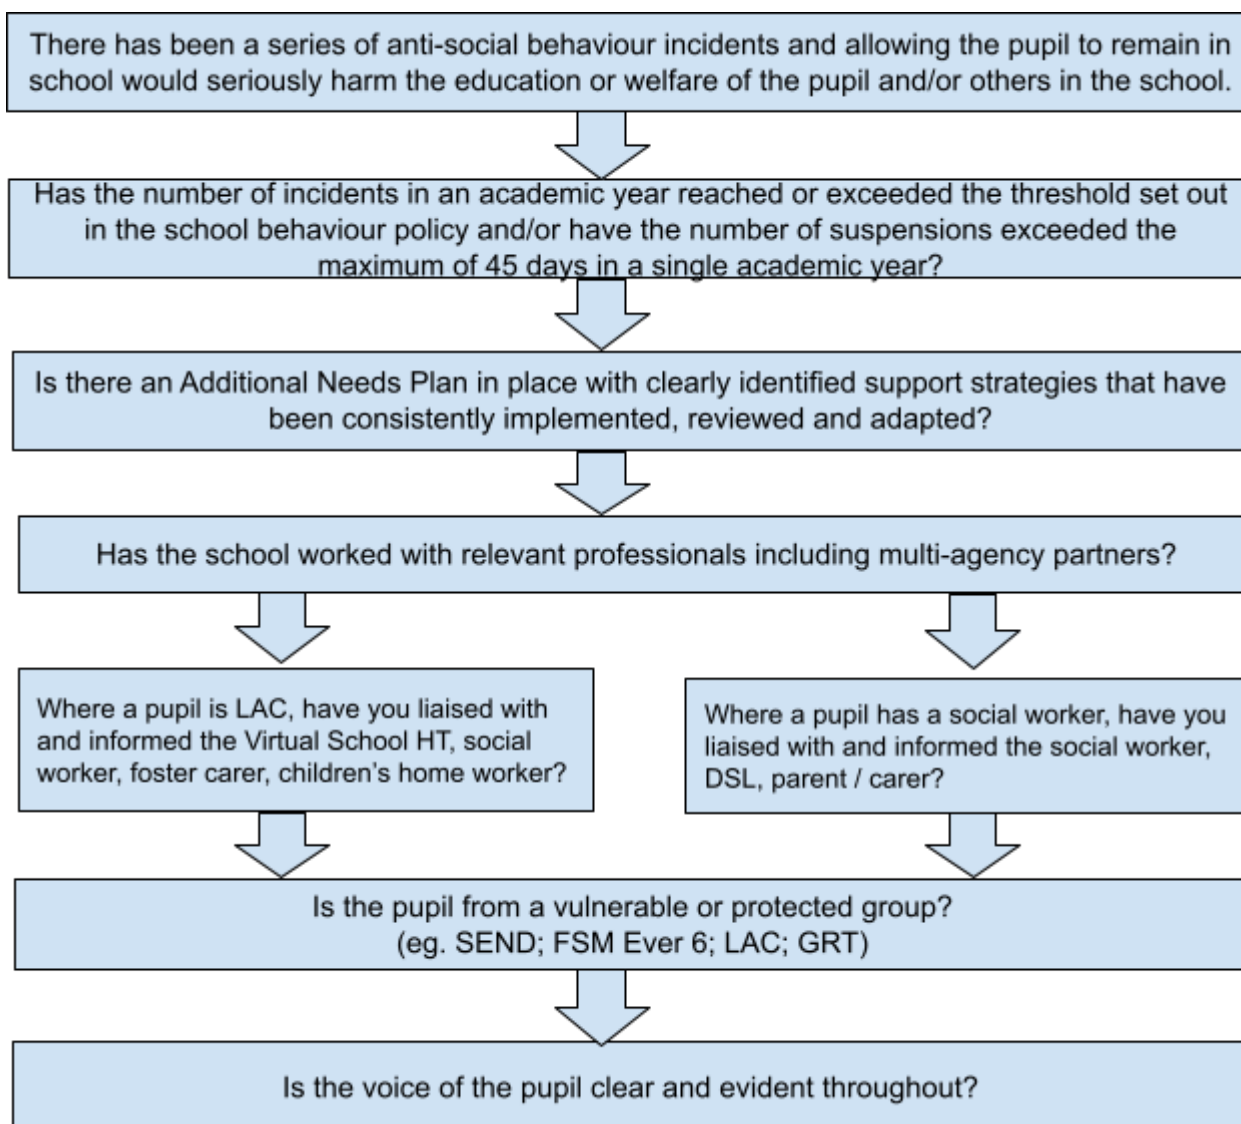 There has been a series of anti-social behaviour incidents and allowing the pupil to remain in
school would seriously harm the education or welfare of the pupil and/or others in the school.
Has the number of incidents in an academic year reached or exceeded the threshold set out
in the school behaviour policy and/or have the number of suspensions exceeded the
maximum of 45 days in a single academic year?
Is there an Additional Needs Plan in place with clearly identified support strategies that have
been consistently implemented, reviewed and adapted?
Has the school worked with relevant professionals including multi-agency partners?
Where a pupil is LAC, have you liaised with
and informed the Virtual School HT, social
worker, foster carer, children's home worker?
Where a pupil has a social worker, have you
liaised with and informed the social worker,
DSL, parent / carer?
Is the pupil from a vulnerable or protected group?
(eg. SEND; FSM Ever 6; LAC; GRT)
Is the voice of the pupil clear and evident throughout?